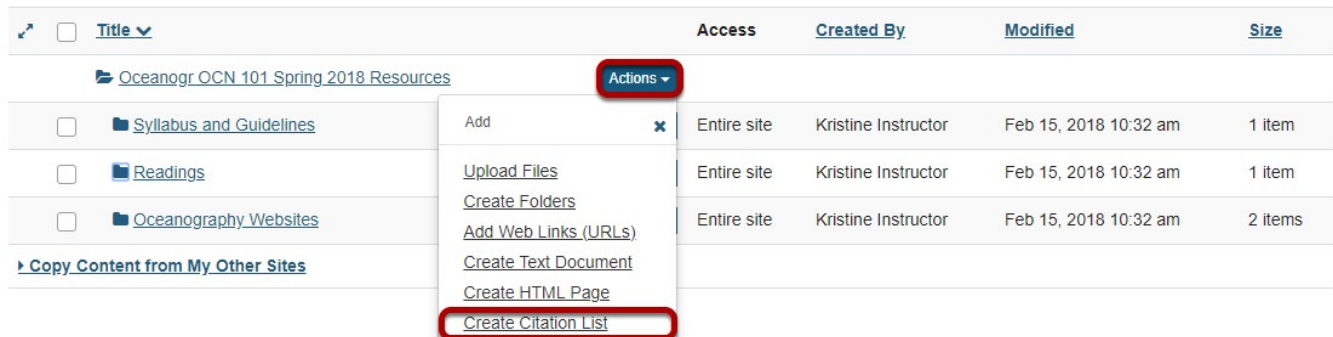 Title Access Created By Modified Size
Oceanogr OCN 101 Spring 2018 Resources Actions
Syllabus and Guidelines Entire site Kristine Instructor Feb 15, 2018 10:32 am 1 item
Add
Readings Entire site Kristine Instructor Feb 15, 2018 10:32 am 1 item
Oceanography Websites Entire site Kristine Instructor Feb 15, 2018 10:32 am 2 items
Copy Content from My Other Sites
Upload Files
Create Folders
Add Web Links (URLs)
Create Text Document
Create HTML Page
Create Citation List